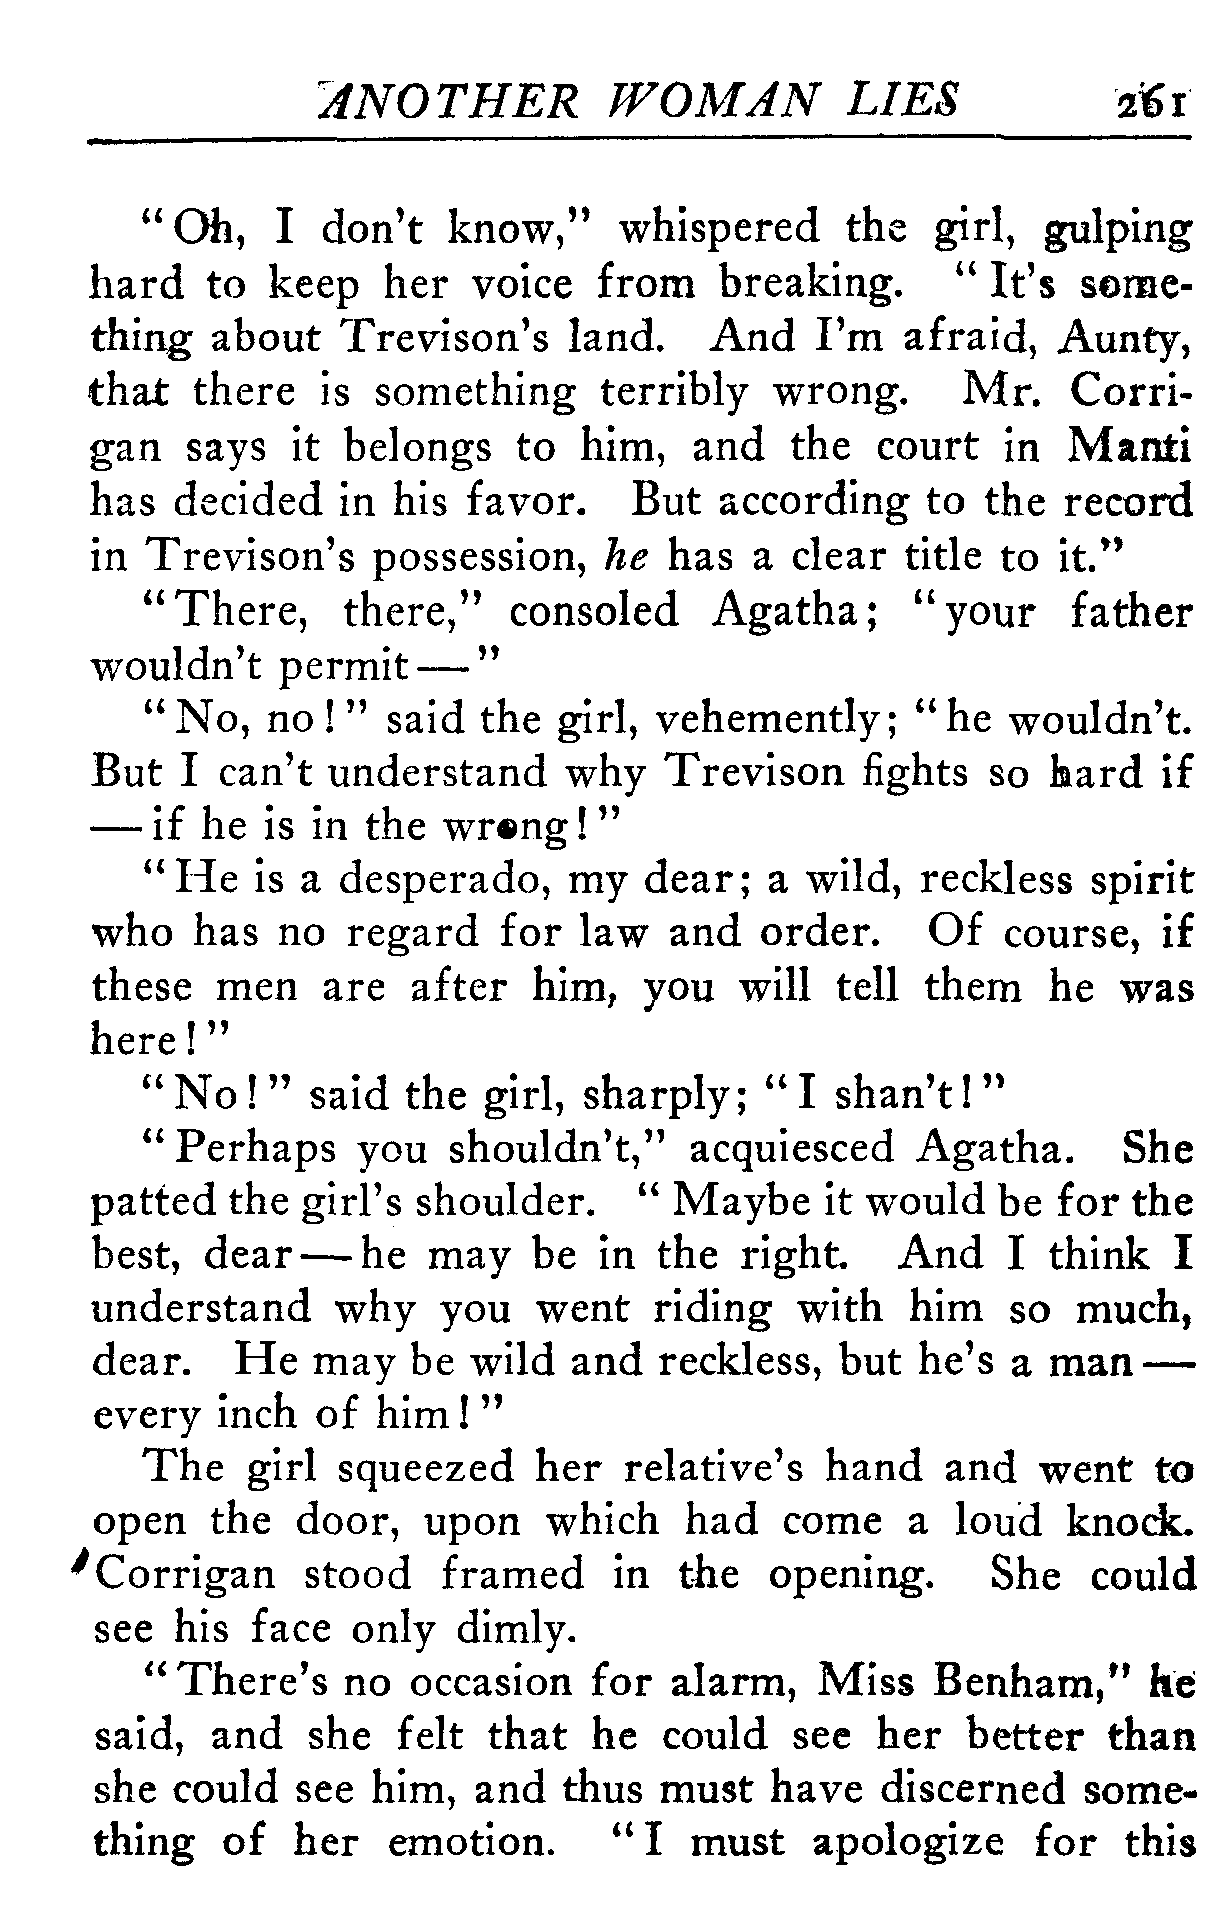 ANOTHER WOMAN LIES 261
"Oh, I don't know," whispered the girl, gulping
hard to keep her voice from breaking. "It's some-
thing about Trevison's land. And I'm afraid, Aunty,
that there is something terribly wrong. Mr. Corri-
gan says it belongs to him, and the court in Manti
has decided in his favor. But according to the record
in Trevison's possession, he has a clear title to it."
"There, there," consoled Agatha; "your father
wouldn't permit—"
"No, no!" said the girl, vehemently; "he wouldn't.
But I can't understand why Trevison fights so hard if
—if he is in the wrong!"
"He is a desperado, my dear; a wild, reckless spirit
who has no regard for law and order. Of course, if
these men are after him, you will tell them he was
here!"
"No!" said the girl, sharply; "I shan't!"
"Perhaps you shouldn't," acquiesced Agatha. She
patted the girl's shoulder. "Maybe it would be for the
best, dear—he may be in the right. And I think I
understand why you went riding with him so much,
dear. He may be wild and reckless, but he's a man—
every inch of him!"
The girl squeezed her relative's hand and went to
open the door, upon which had come a loud knock.
Corrigan stood framed in the opening. She could
see his face only dimly.
"There's no occasion for alarm, Miss Benham," he
said, and she felt that he could see her better than
she could see him, and thus must have discerned some-
thing of her emotion. "I must apologize for this